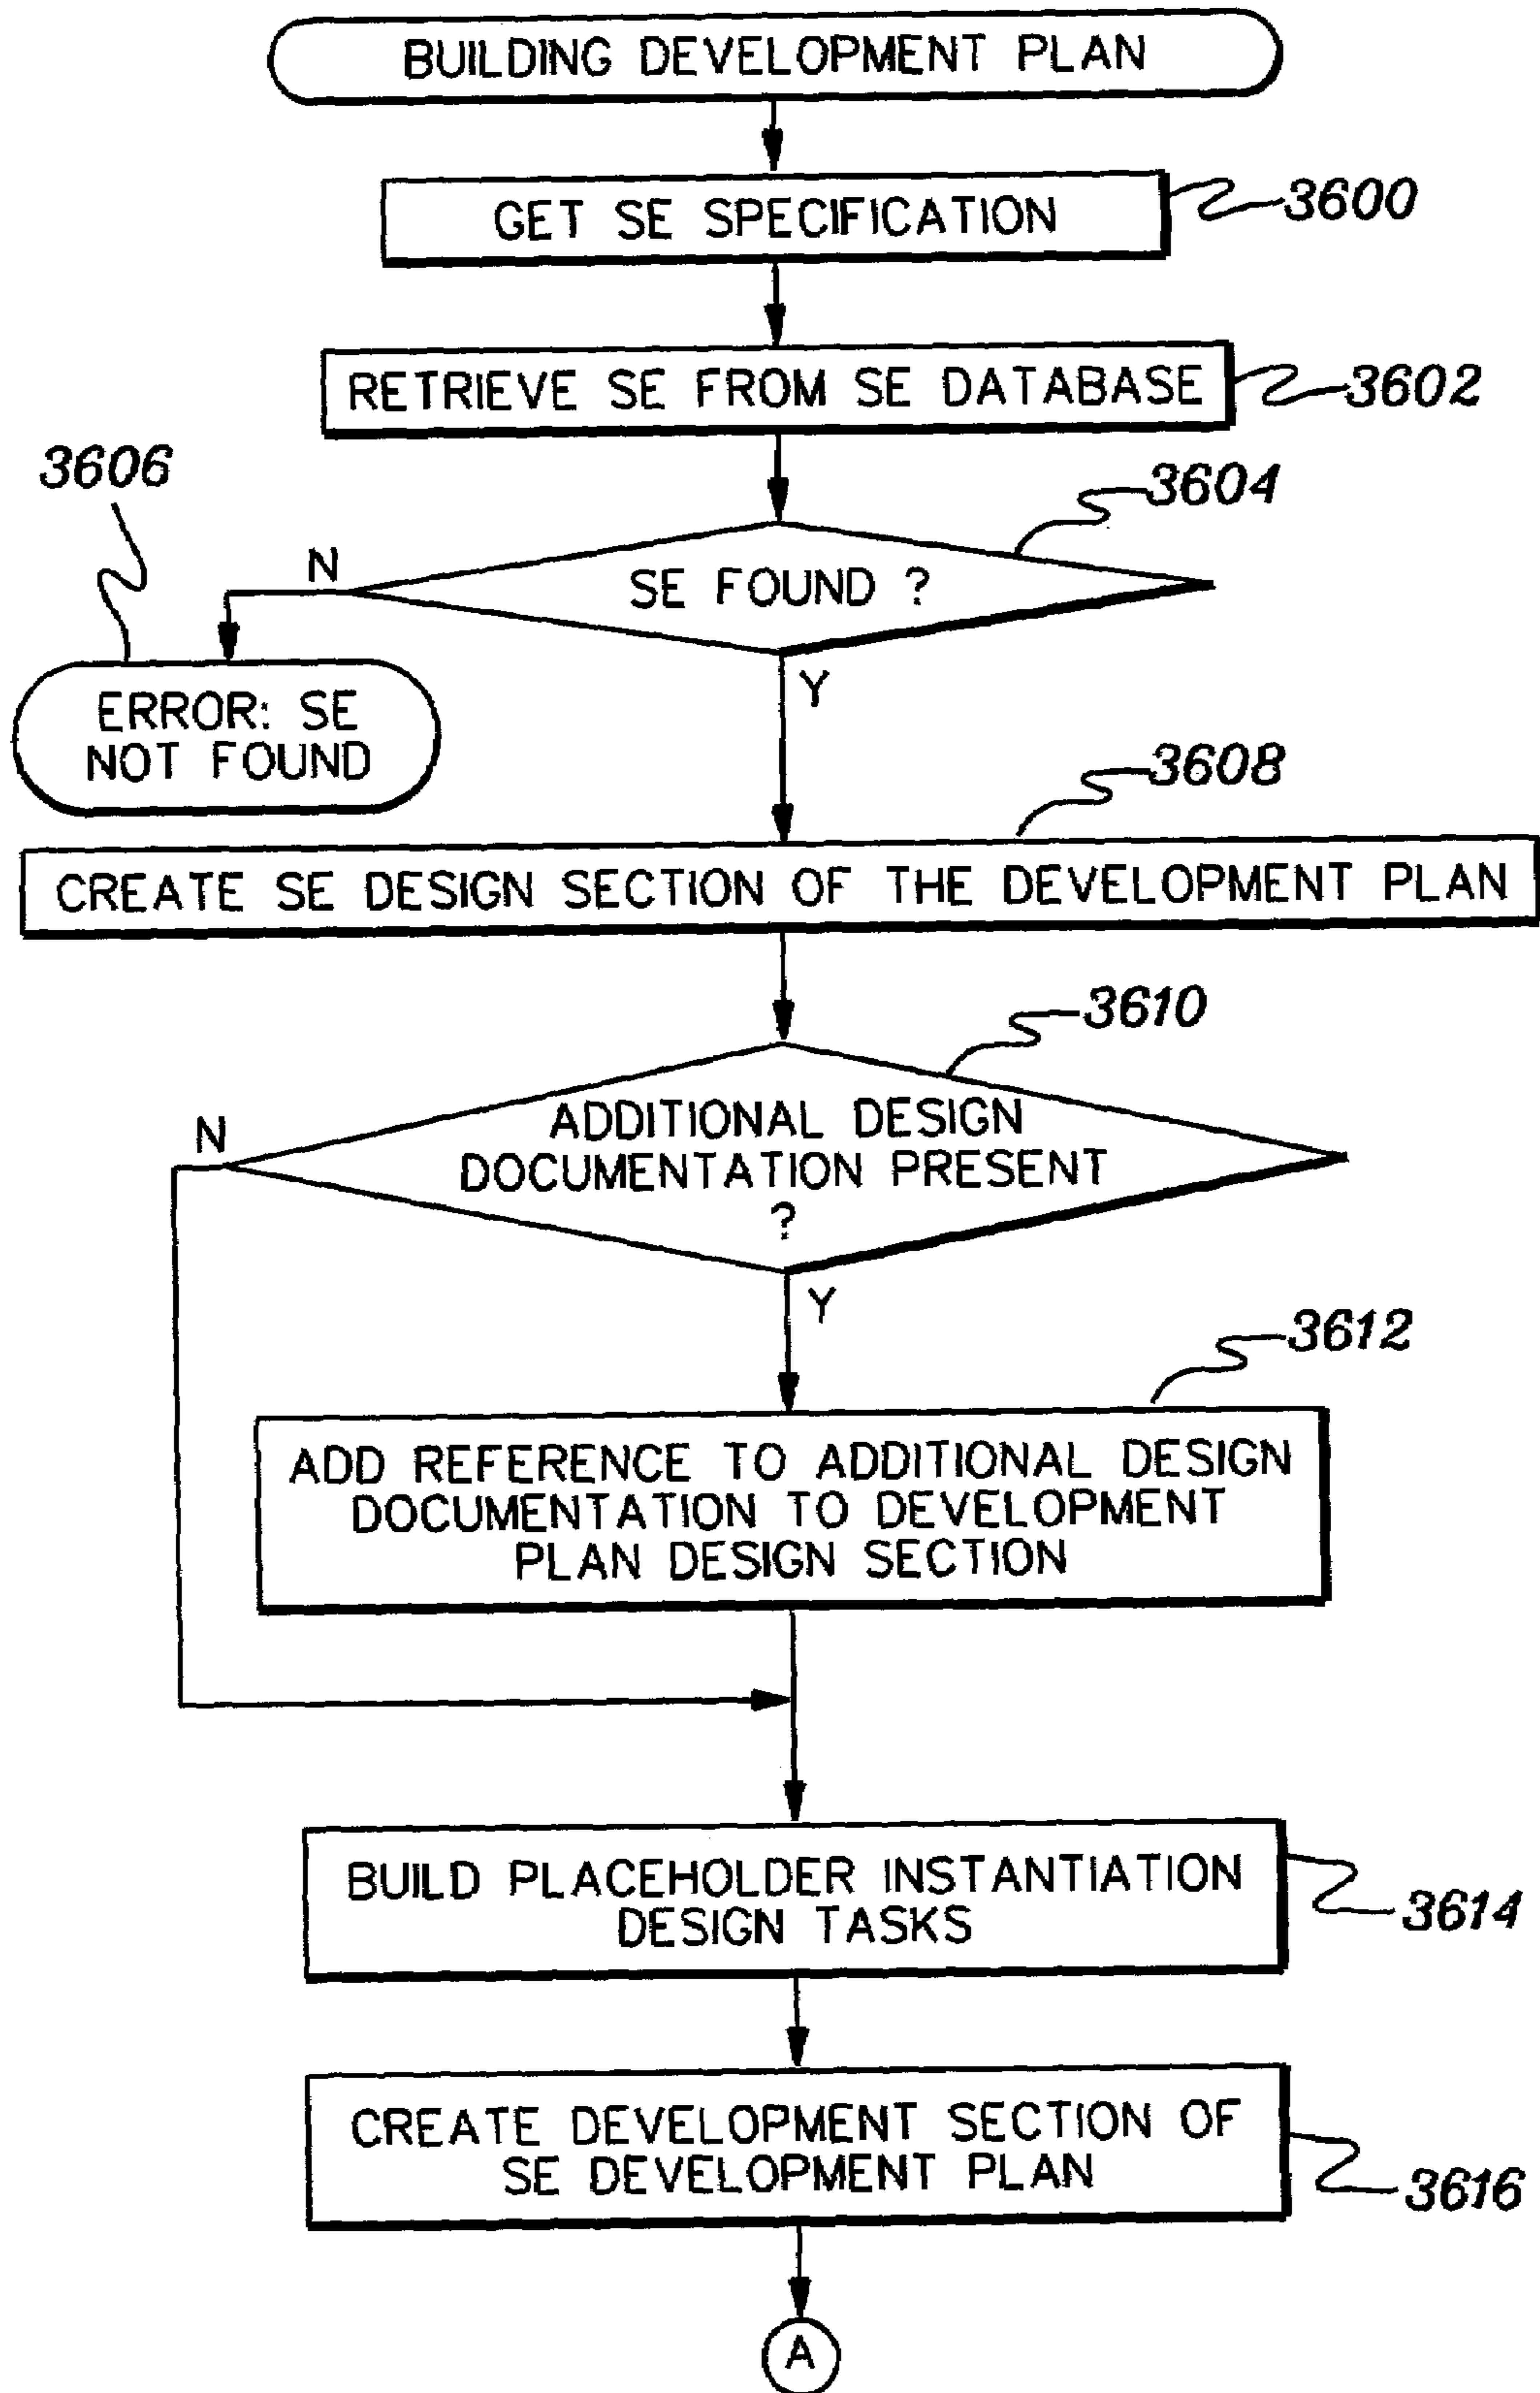 BUILDING DEVELOPMENT PLAN
GET SE SPECIFICATION
3600
RETRIEVE SE FROM SE DATABASE
3602
3606
3604
N
SE FOUND ?
Y
ERROR: SE
NOT FOUND
3608
CREATE SE DESIGN SECTION OF THE DEVELOPMENT PLAN
3610
N
ADDITIONAL DESIGN
DOCUMENTATION PRESENT
?
Y
3612
ADD REFERENCE TO ADDITIONAL DESIGN
DOCUMENTATION TO DEVELOPMENT
PLAN DESIGN SECTION
BUILD PLACEHOLDER INSTANTIATION
DESIGN TASKS
3614
CREATE DEVELOPMENT SECTION OF
SE DEVELOPMENT PLAN
3616
A